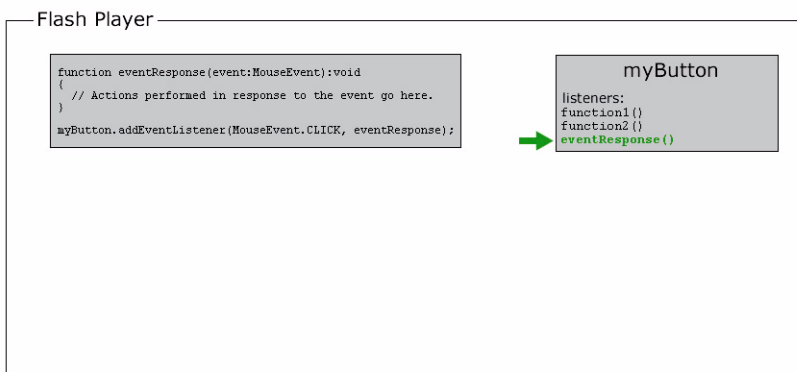 Flash Player
function eventResponse(event:MouseEvent):void
{
// Actions performed in response to the event go here.
}
myButton.addEventListener(MouseEvent.CLICK, eventResponse);
myButton
listeners:
function1()
function2()
eventResponse()